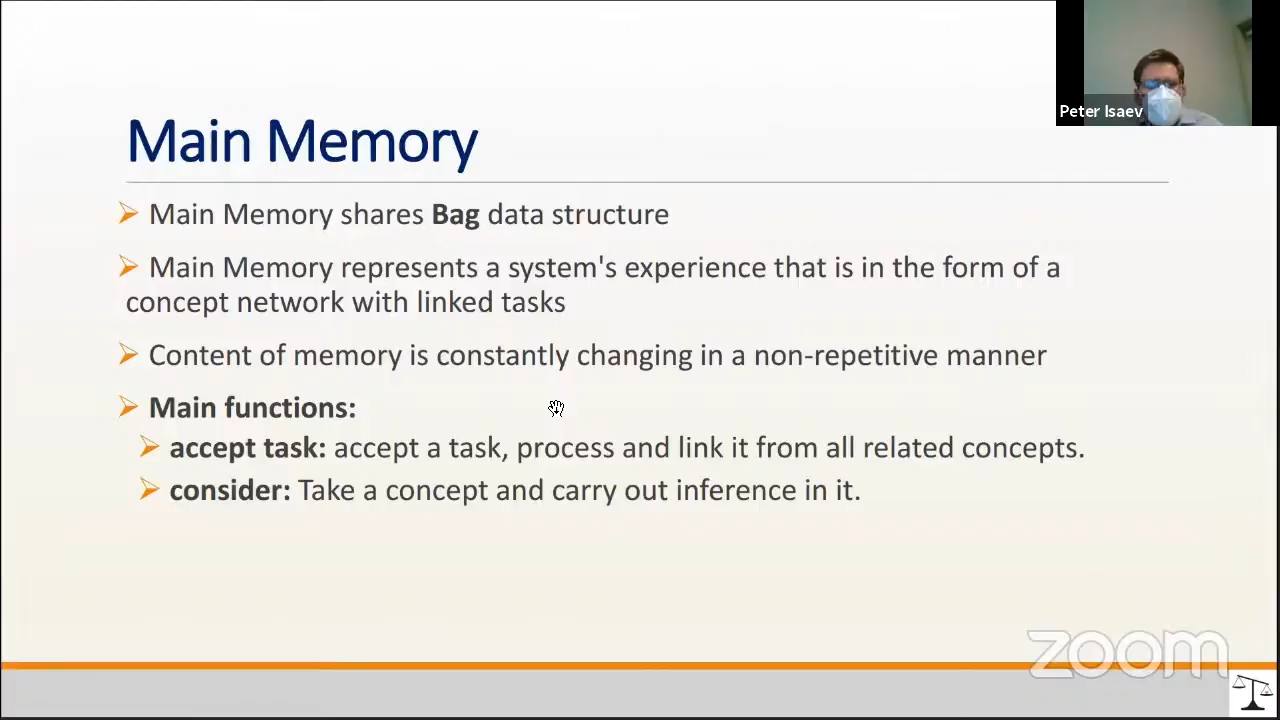 Peter Isaev
Main Memory
Main Memory shares Bag data structure
Main Memory represents a system's experience that is in the form of a
concept network with linked tasks
Content of memory is constantly changing in a non-repetitive manner
Main functions:
accept task: accept a task, process and link it from all related concepts.
consider: Take a concept and carry out inference in it.
zoom